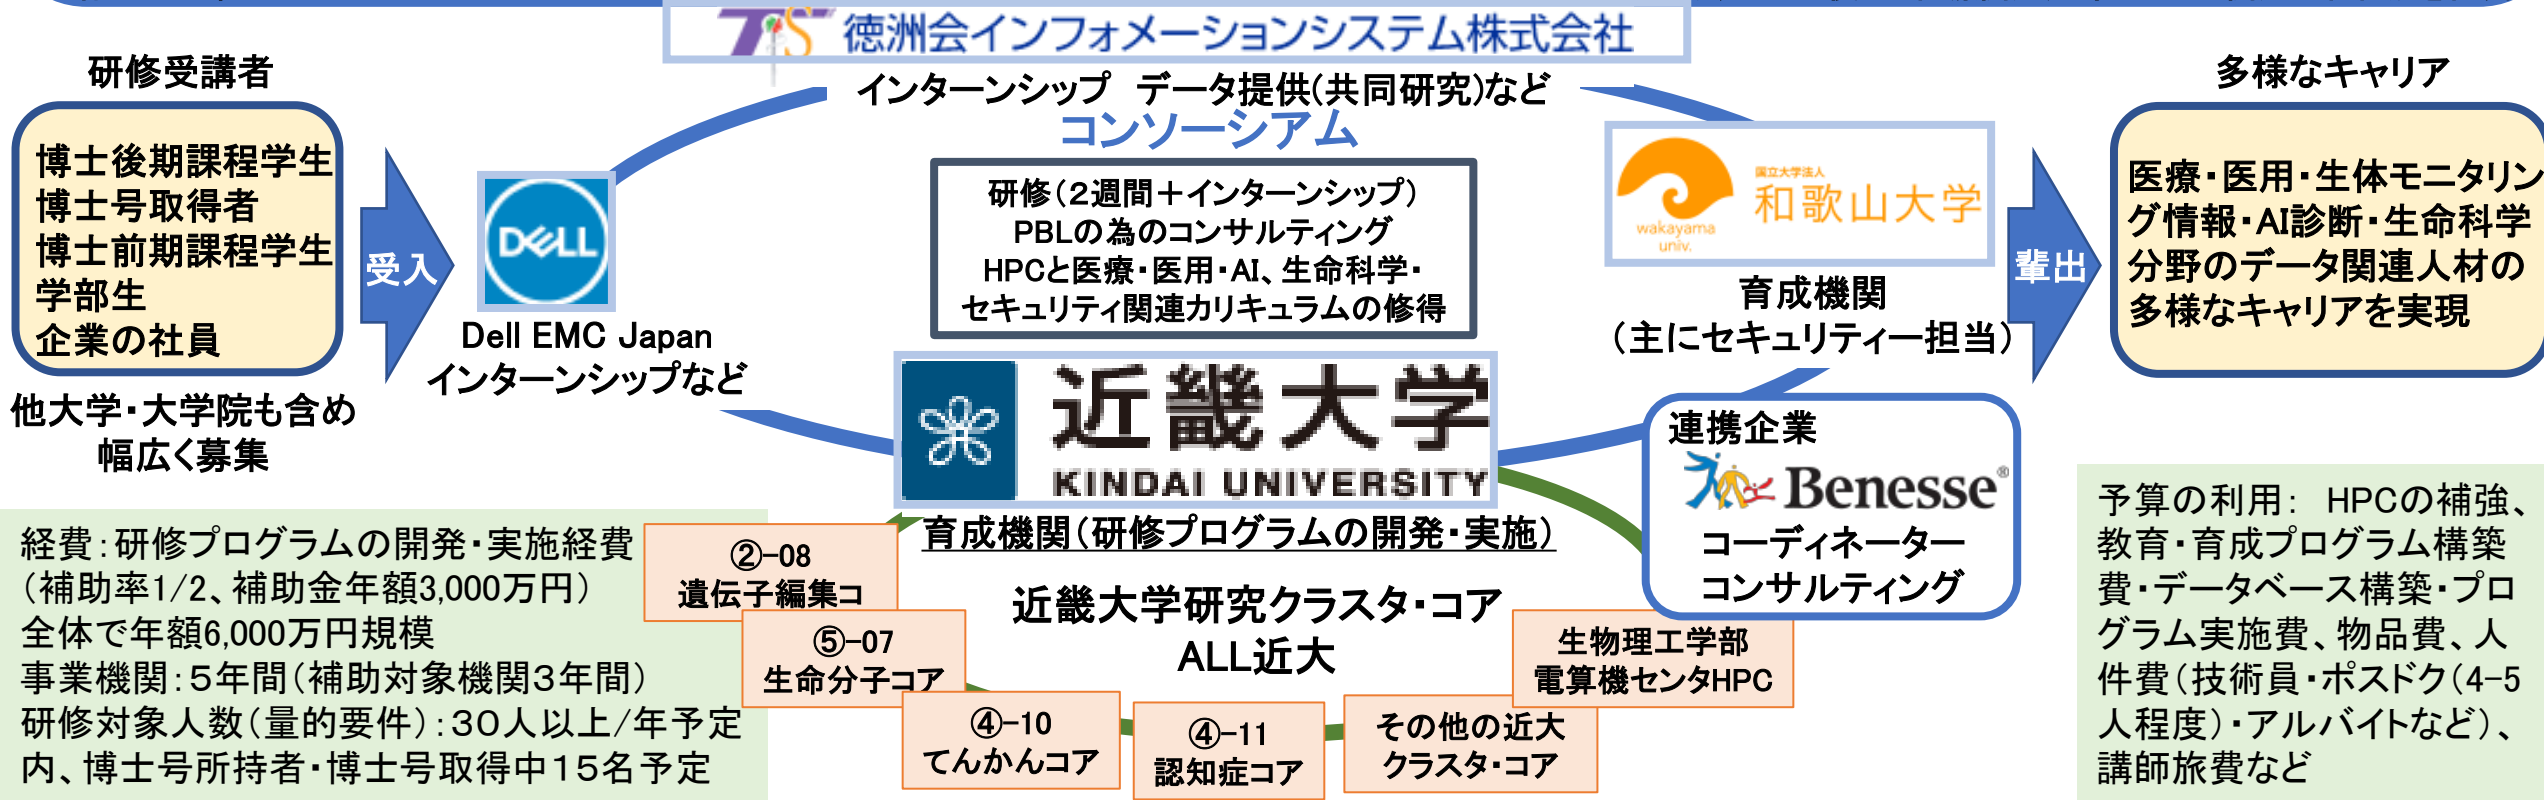 TIS 徳洲会インフォメーションシステム株式会社
インターンシップ データ提供(共同研究)など
コンソーシアム
研修受講者
博士後期課程学生
博士号取得者
博士前期課程学生
学部生
企業の社員
他大学・大学院も含め
幅広く募集
受入
DELL
Dell EMC Japan
インターンシップなど
研修(2週間+インターンシップ)
PBLの為のコンサルティング
HPCと医療・医用・AI、生命科学・
セキュリティ関連カリキュラムの修得
wakayama
univ.
国立大学法人
和歌山大学
育成機関
(主にセキュリティー担当)
輩出
多様なキャリア
医療・医用・生体モニタリン
グ情報・AI診断・生命科学
分野のデータ関連人材の
多様なキャリアを実現
近畿大学
KINDAI UNIVERSITY
育成機関(研修プログラムの開発・実施)
連携企業
Benesse®
コーディネーター
コンサルティング
近畿大学研究クラスタ・コア
ALL近大
②-08
遺伝子編集コ
⑤-07
生命分子コア
④-10
てんかんコア
④-11
認知症コア
その他の近大
クラスタ・コア
生物理工学部
電算機センタHPC
経費:研修プログラムの開発・実施経費
(補助率1/2、補助金年額3,000万円)
全体で年額6,000万円規模
事業機関:5年間(補助対象機関3年間)
研修対象人数(量的要件):30人以上/年予定
内、博士号所持者・博士号取得中15名予定
予算の利用: HPCの補強、
教育・育成プログラム構築
費・データベース構築・プロ
グラム実施費、物品費、人
件費(技術員・ポスドク(4-5
人程度)・アルバイトなど)、
講師旅費など